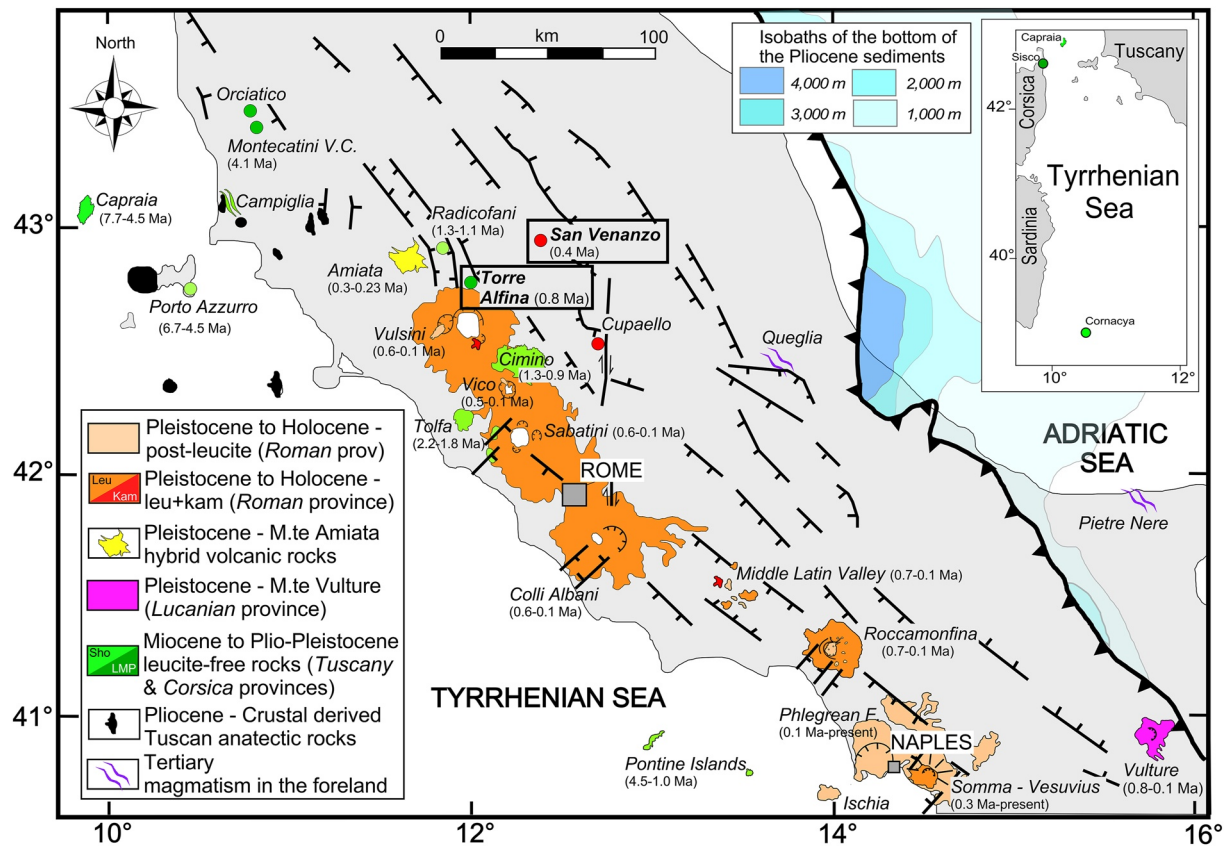 North
0 km 100
Isobaths of the bottom of
the Pliocene sediments
4,000 m
2,000 m
3,000 m
1,000 m
Capraia
Sisco
Tuscany
Corsica
42°
Tyrrhenian
Sea
Sardinia
40°
Cornacya
10°
12°
Orciatico
Montecatini V.C.
(4.1 Ma)
Capraia
(7.7-4.5 Ma)
Campiglia
43°
Radicofani
(1.3-1.1 Ma)
San Venanzo
(0.4 Ma)
Amiata
(0.3-0.23 Ma)
Torre
Alfina (0.8 Ma)
Porto Azzurro
(6.7-4.5 Ma)
Vulsini
(0.6-0.1 Ma)
Cupaello
Queglia
Cimino
(1.3-0.9 Ma)
Vico
(0.5-0.1 Ma)
Tolfa
(2.2-1.8 Ma)
Sabatini (0.6-0.1 Ma)
ADRIATIC
SEA
42°
ROME
Pietre Nere
Colli Albani
(0.6-0.1 Ma)
Middle Latin Valley (0.7-0.1 Ma)
Roccamonfina
(0.7-0.1 Ma)
TYRRHENIAN SEA
41°
Phlegrean F.
(0.1 Ma-present)
NAPLES
Pontine Islands
(4.5-1.0 Ma)
Ischia
Somma - Vesuvius
(0.3 Ma-present)
Vulture
(0.8-0.1 Ma)
Pleistocene to Holocene -
post-leucite (Roman prov)
Leu
Kam
Pleistocene to Holocene -
leu+kam (Roman province)
Pleistocene - M.te Amiata
hybrid volcanic rocks
Pleistocene - M.te Vulture
(Lucanian province)
Sho
LMP
Miocene to Plio-Pleistocene
leucite-free rocks (Tuscany
& Corsica provinces)
Pliocene - Crustal derived
Tuscan anatectic rocks
Tertiary
magmatism in the foreland
10°
12°
14°
16°